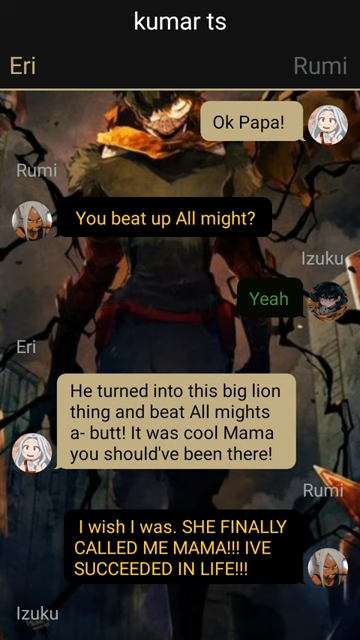 kumar ts
Eri
Rumi
Ok Papa!
Rumi
You beat up All might?
Izuku
Yeah
Eri
He turned into this big lion
thing and beat All mights
a- butt! It was cool Mama
you should've been there!
Rumi
I wish I was. SHE FINALLY
CALLED ME MAMA!!! IVE
SUCCEEDED IN LIFE!!!
Izuku